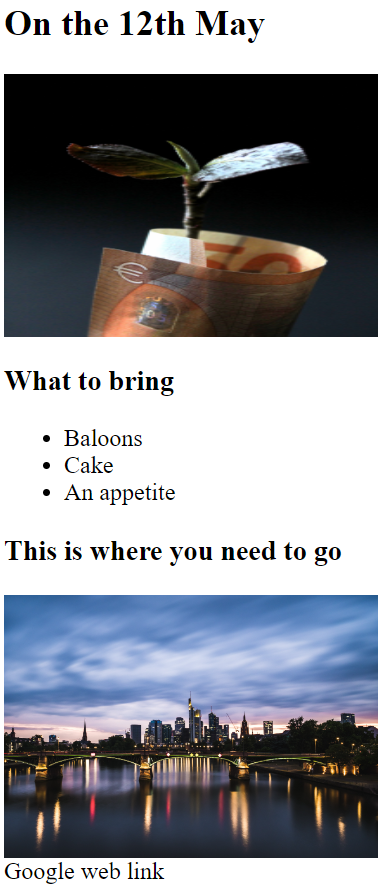 On the 12th May
€
What to bring
Baloons
Cake
An appetite
This is where you need to go
Google web link